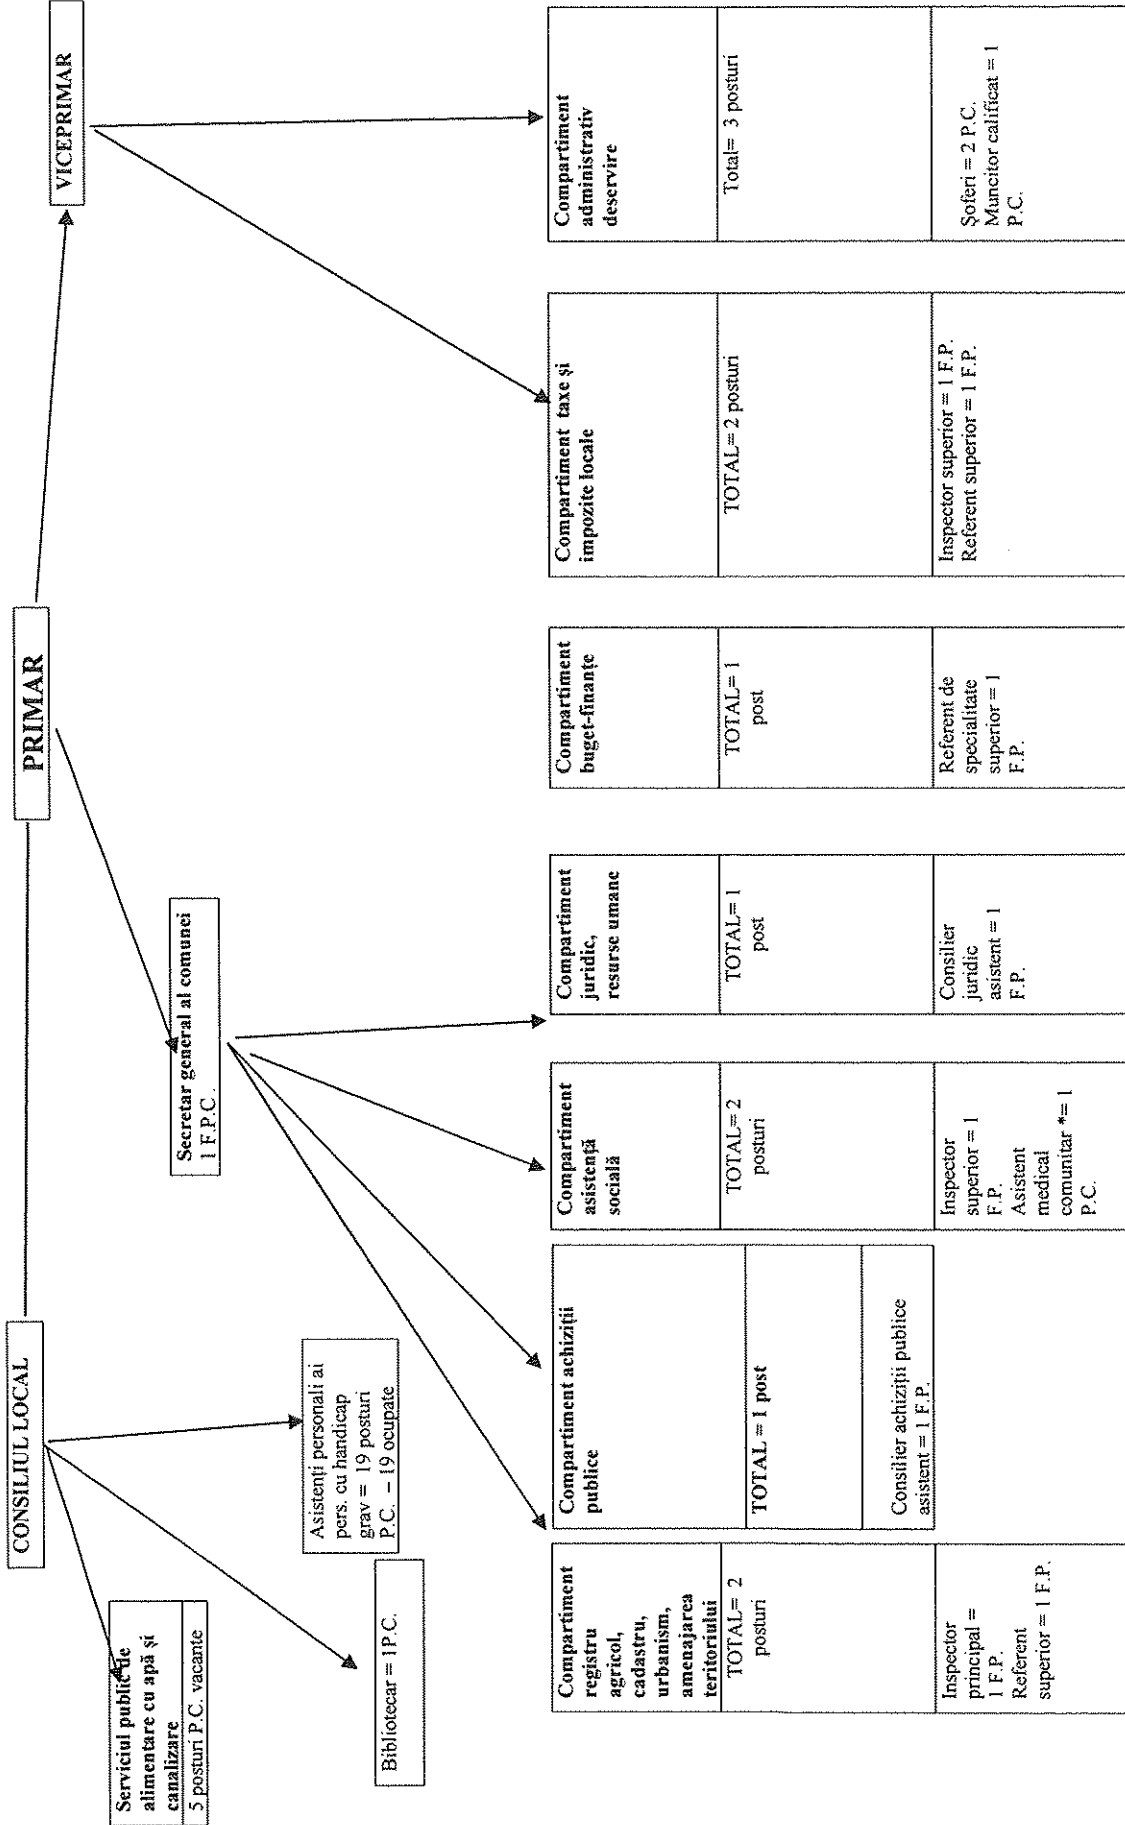 CONSILIUL LOCAL
PRIMAR
VICEPRIMAR
Serviciul public de
alimentare cu apă și
canalizare
5 posturi P.C. vacante
Bibliotecar = 1P.C.
Asistenți personali ai
pers. cu handicap
grav = 19 posturi
P.C. – 19 ocupate
Secretar general al comunei
1 F.P.C .
Compartiment
registru
agricol,
cadastru,
urbanism,
amenajarea
teritoriului
TOTAL= 2
posturi
Inspector
principal =
1 F.P.
Referent
superior = 1 F.P.
Compartiment achiziții
publice
TOTAL = 1 post
Consilier achiziții publice
asistent = 1 F.P.
Compartiment
asistență
socială
TOTAL= 2
posturi
Inspector
superior = 1
F.P.
Asistent
medical
comunitar *= 1
P.C.
Compartiment
juridic,
resurse umane
TOTAL= 1
post
Consilier
juridic
asistent = 1
F.P.
Compartiment
buget-finanțe
TOTAL= 1
post
Referent de
specialitate
superior = 1
F.P.
Compartiment taxe și
impozite locale
TOTAL= 2 posturi
Inspector superior = 1 F.P.
Referent superior = 1 F.P.
Compartiment
administrativ
deservire
Total= 3 posturi
Șoferi = 2 P.C.
Muncitor calificat = 1
P.C.